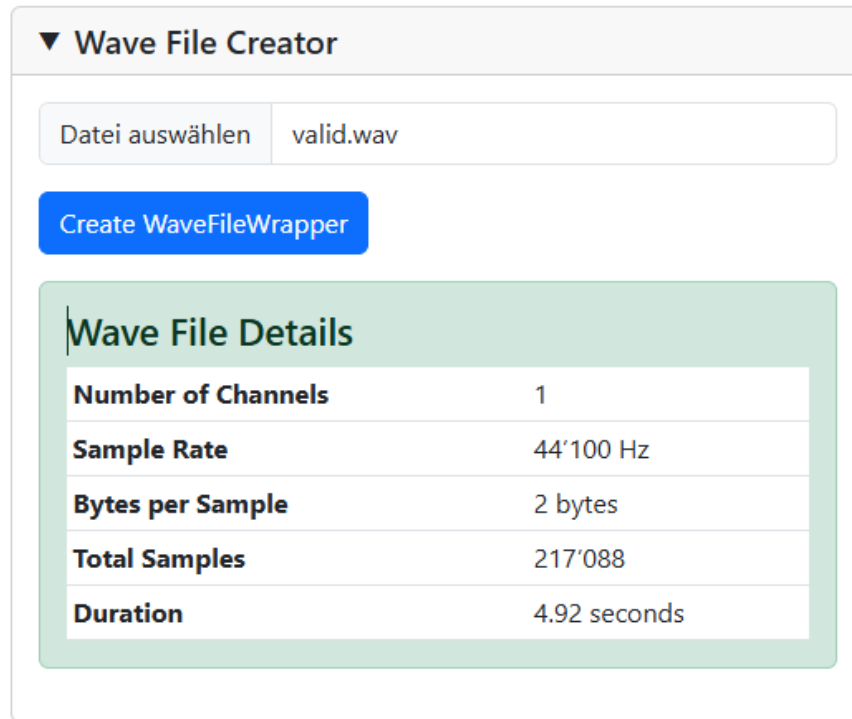 ▼ Wave File Creator
Datei auswählen valid.wav
Create WaveFileWrapper
Wave File Details
Number of Channels 1
Sample Rate 44’100 Hz
Bytes per Sample 2 bytes
Total Samples 217’088
Duration 4.92 seconds